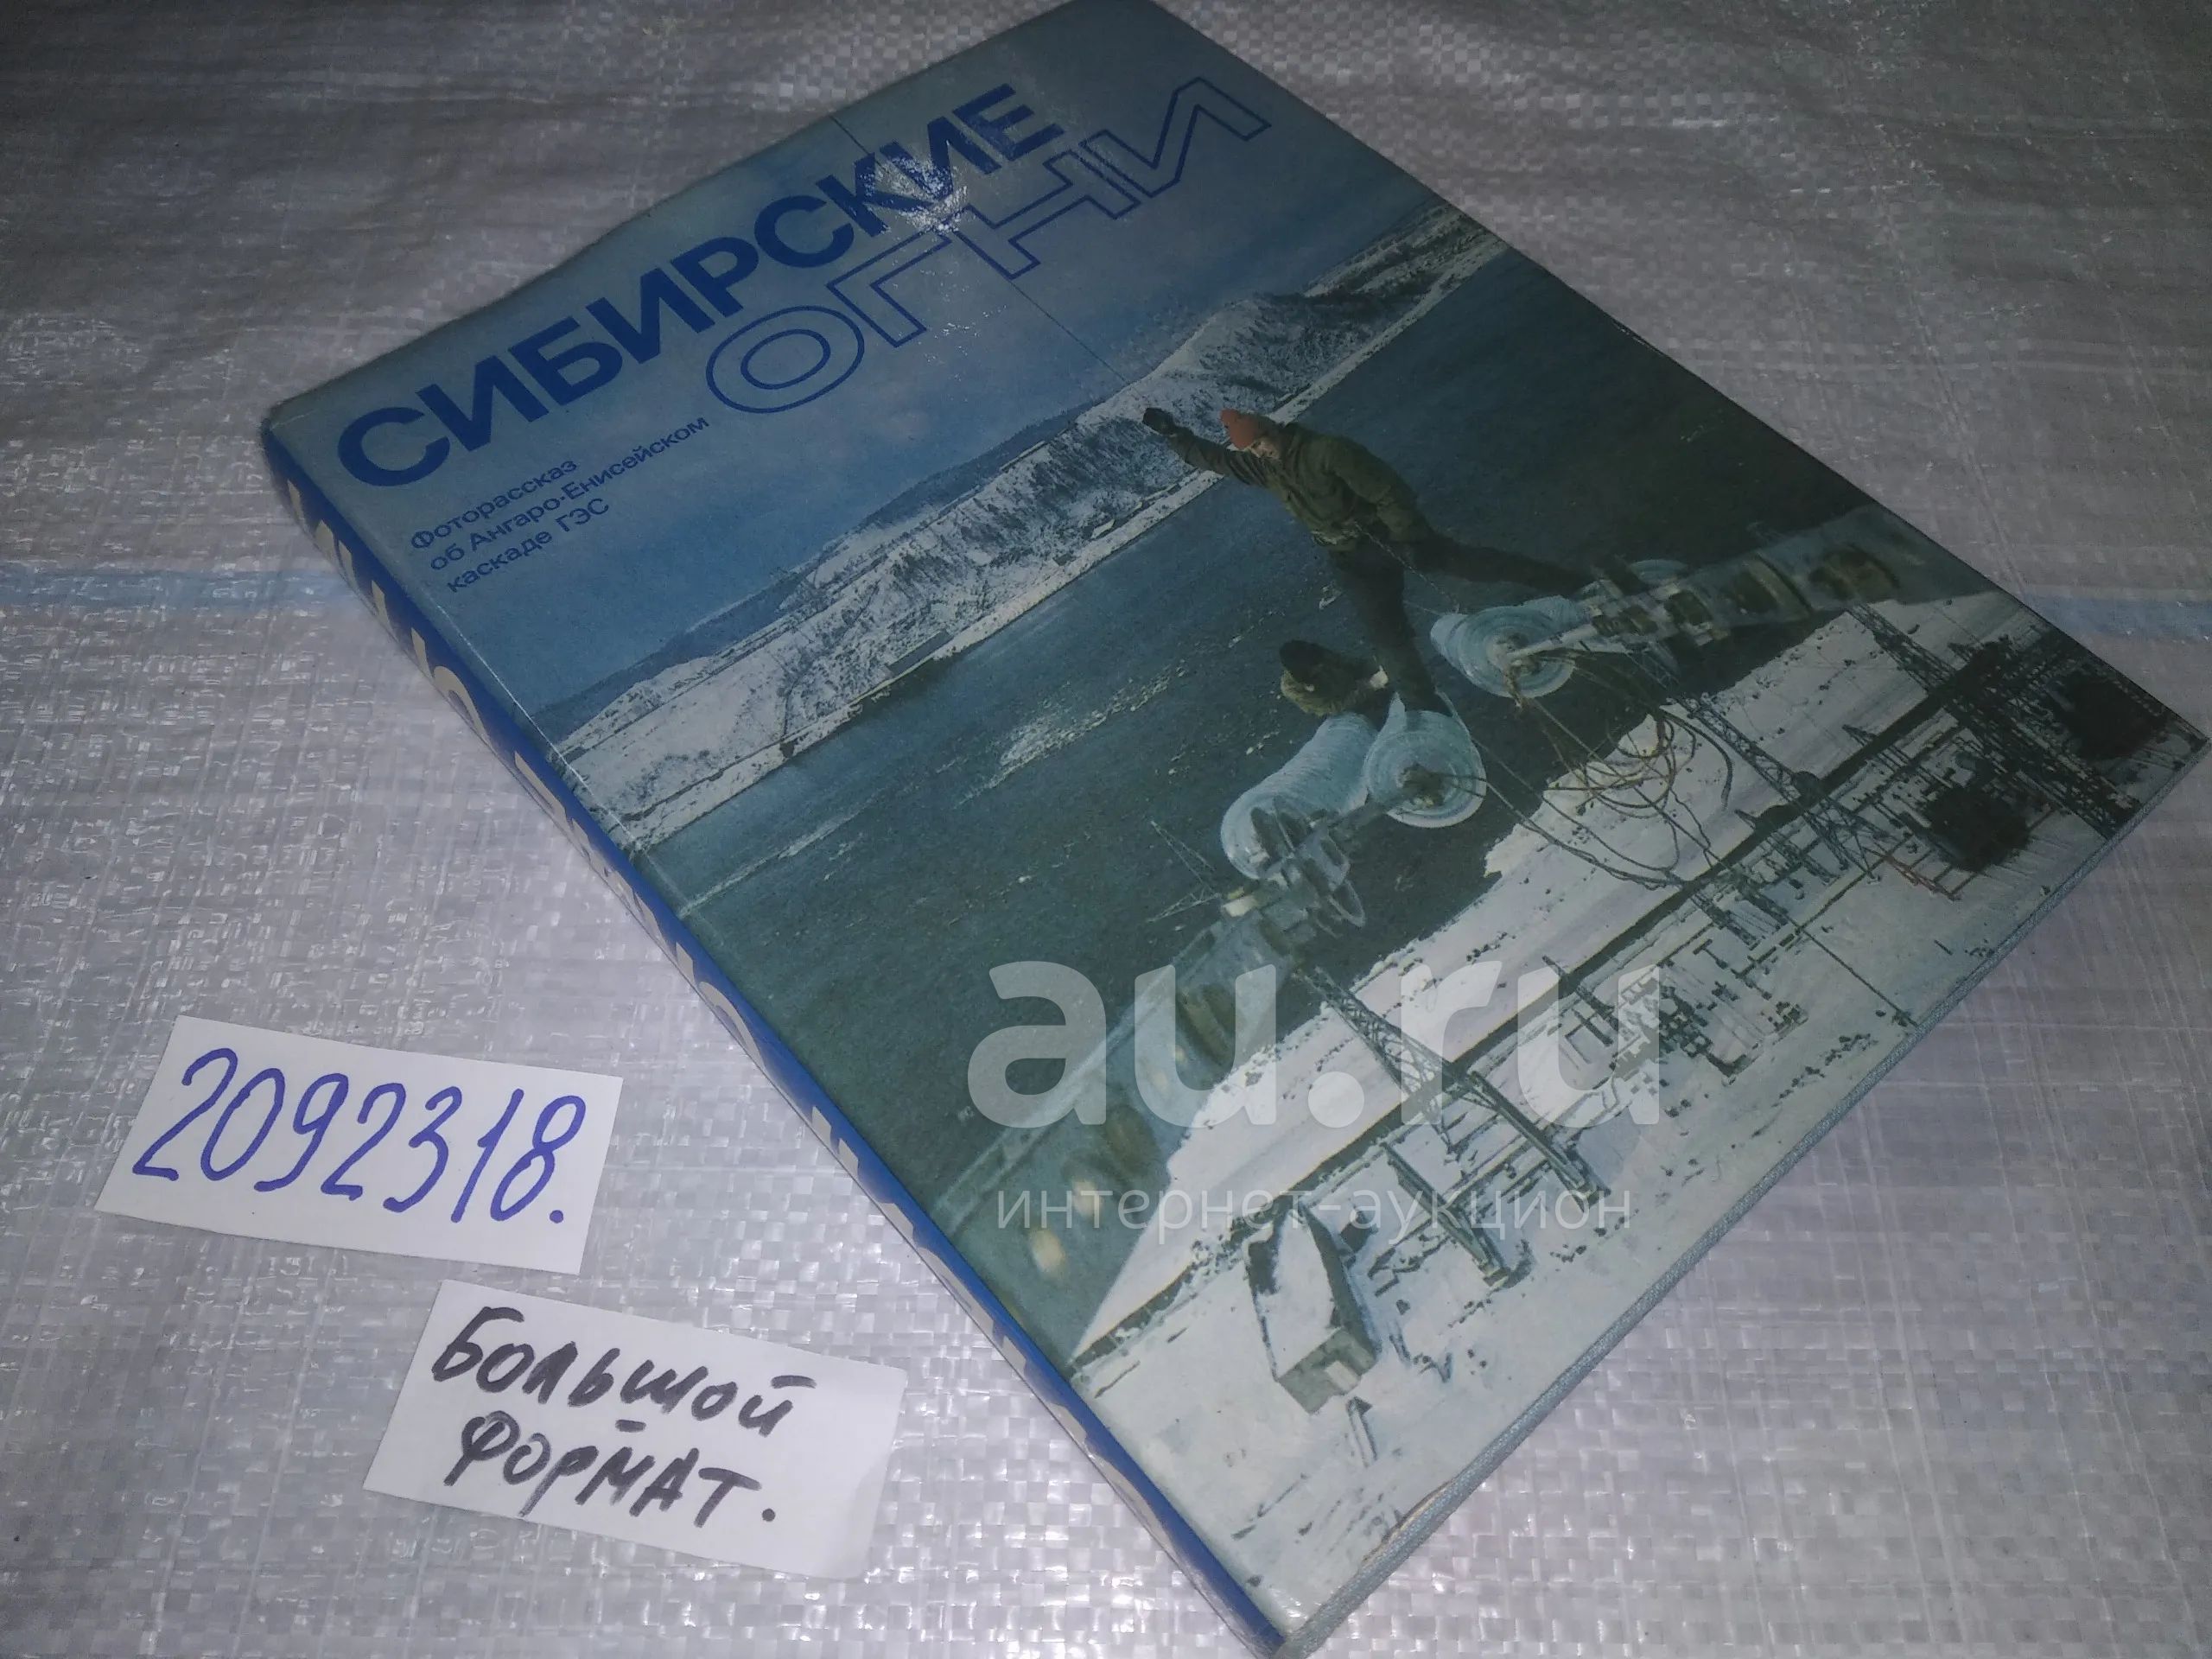 СИБИРСКИЕ
ОГНИ
Фоторассказ
об Ангаро-Енисейском
каскаде ГЭС
au.ru
интернет-аукцион
2092318.
Большой
формат.